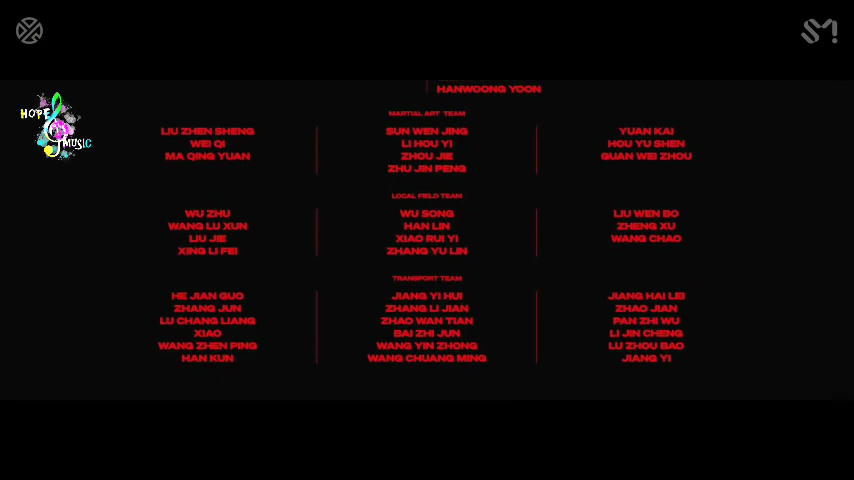 SM!
HANWOONG YOON
HOPE
MUSIC
MARTIAL ART TEAM
LIU ZHEN SHENG
WEI QI
MA QING YUAN
SUN WEN JING
LI HOU YI
ZHOU JIE
ZHU JIN PENG
YUAN KAI
HOU YU SHEN
QUAN WEI ZHOU
LOCAL FIELD TEAM
WU ZHU
WANG LU XUN
LIU JIE
XING LI FEI
WU SONG
HAN LIN
XIAO RUI YI
ZHANG YU LIN
LIU WEN BO
ZHENG XU
WANG CHAO
TRANSPORT TEAM
HE JIAN GUO
ZHANG JUN
LU CHANG LIANG
XIAO
WANG ZHEN PING
HAN KUN
JIANG YI HUI
ZHANG LI JIAN
ZHAO WAN TIAN
BAI ZHI JUN
WANG YIN ZHONG
WANG CHUANG MING
JIANG HAI LEI
ZHAO JIAN
PAN ZHI WU
LI JIN CHENG
LU ZHOU BAO
JIANG YI